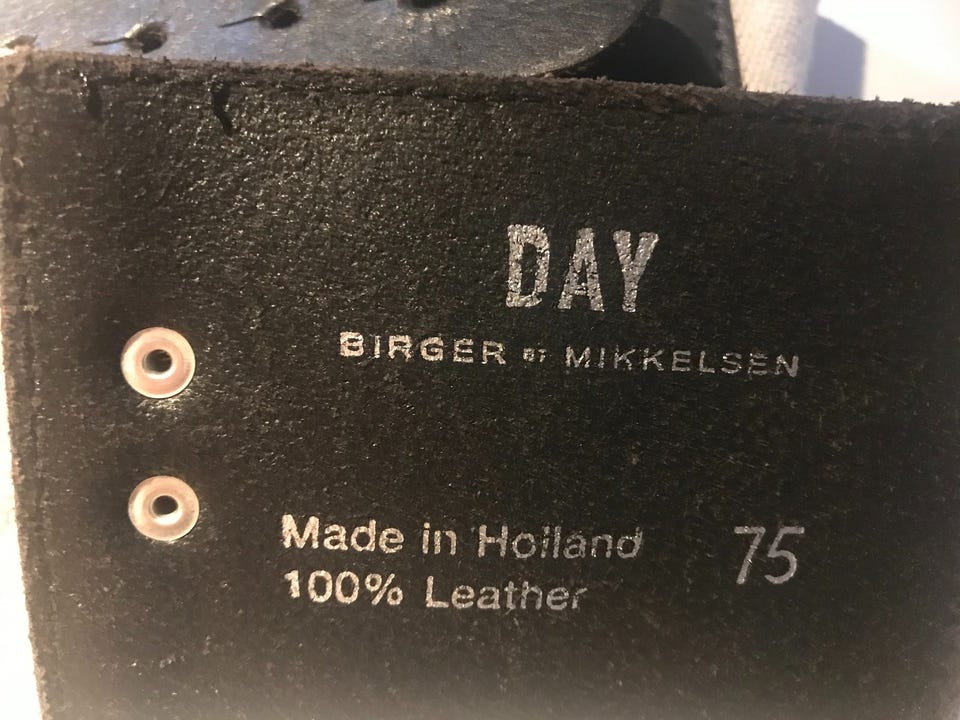 DAY
BIRGER ET MIKKELSEN
Made in Holland 75
100% Leather